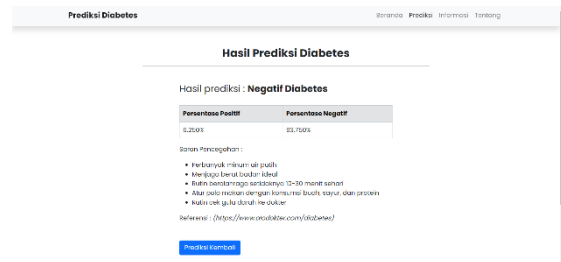 Prediksi Diabetes
Beranda Prediksi Informasi Tentang
Hasil Prediksi Diabetes
Hasil prediksi : Negatif Diabetes
Persentase Positif Persentase Negatif
6.250% 93.750%
Saran Pencegahan :
Perbanyak minum air putih
Menjaga berat badan ideal
Rutin berolahraga setidaknya 10-30 menit sehari
Atur pola makan dengan konsumsi buah, sayur, dan protein
Rutin cek gula darah ke dokter
Referensi : (https://www.alodokter.com/diabetes)
Prediksi Kembali